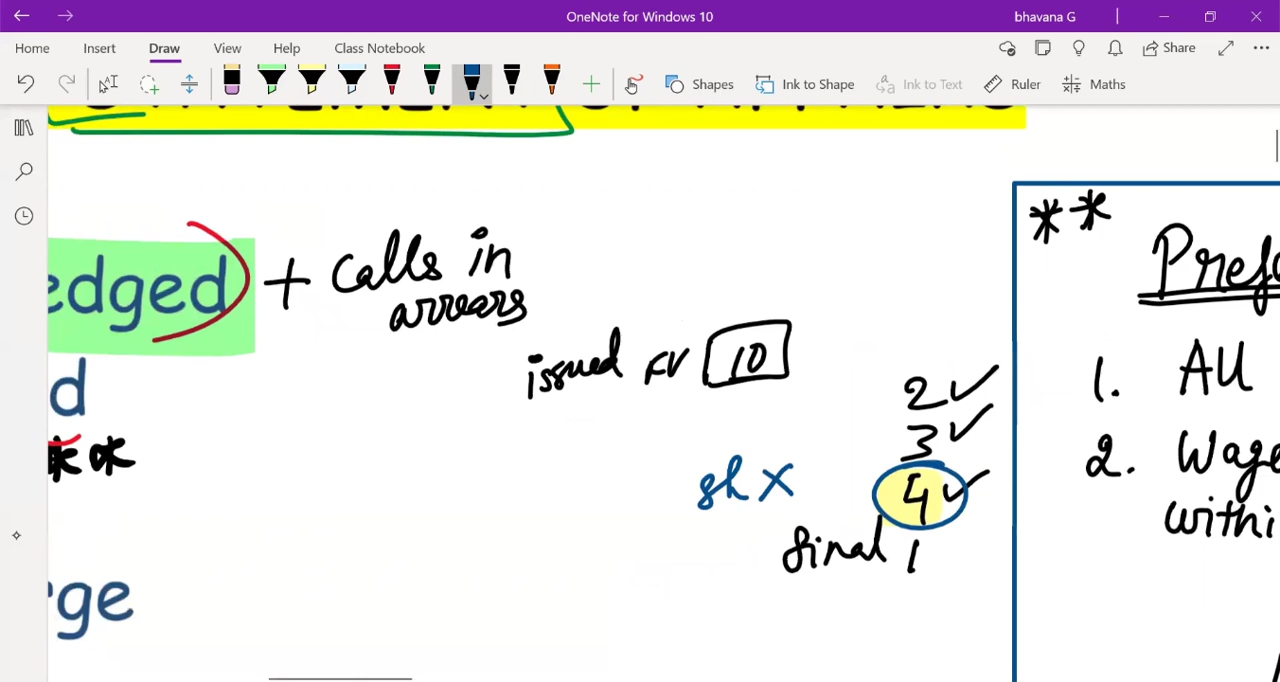 OneNote for Windows 10
bhavana G
Home Insert Draw View Help Class Notebook
Share
Shapes Ink to Shape Ink to Text Ruler Maths
edged + calls in
arrears
issued FV 10
d
2
3
sh X 4
final 1
rge
**
Prefe
1. All
2. Wage
withi